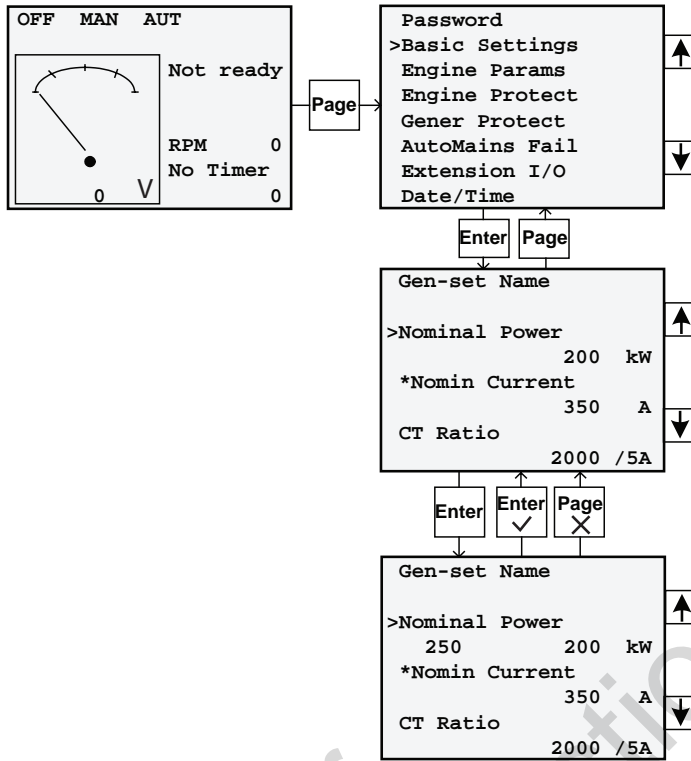 OFF MAN AUT
Not ready
RPM 0
No Timer
0 V 0
Page
Password
>Basic Settings
Engine Params
Engine Protect
Gener Protect
AutoMains Fail
Extension I/O
Date/Time
Enter Page
Gen-set Name
>Nominal Power
200 kW
*Nomin Current
350 A
CT Ratio
2000 /5A
Enter Enter Page
Gen-set Name
>Nominal Power
250 200 kW
*Nomin Current
350 A
CT Ratio
2000 /5A